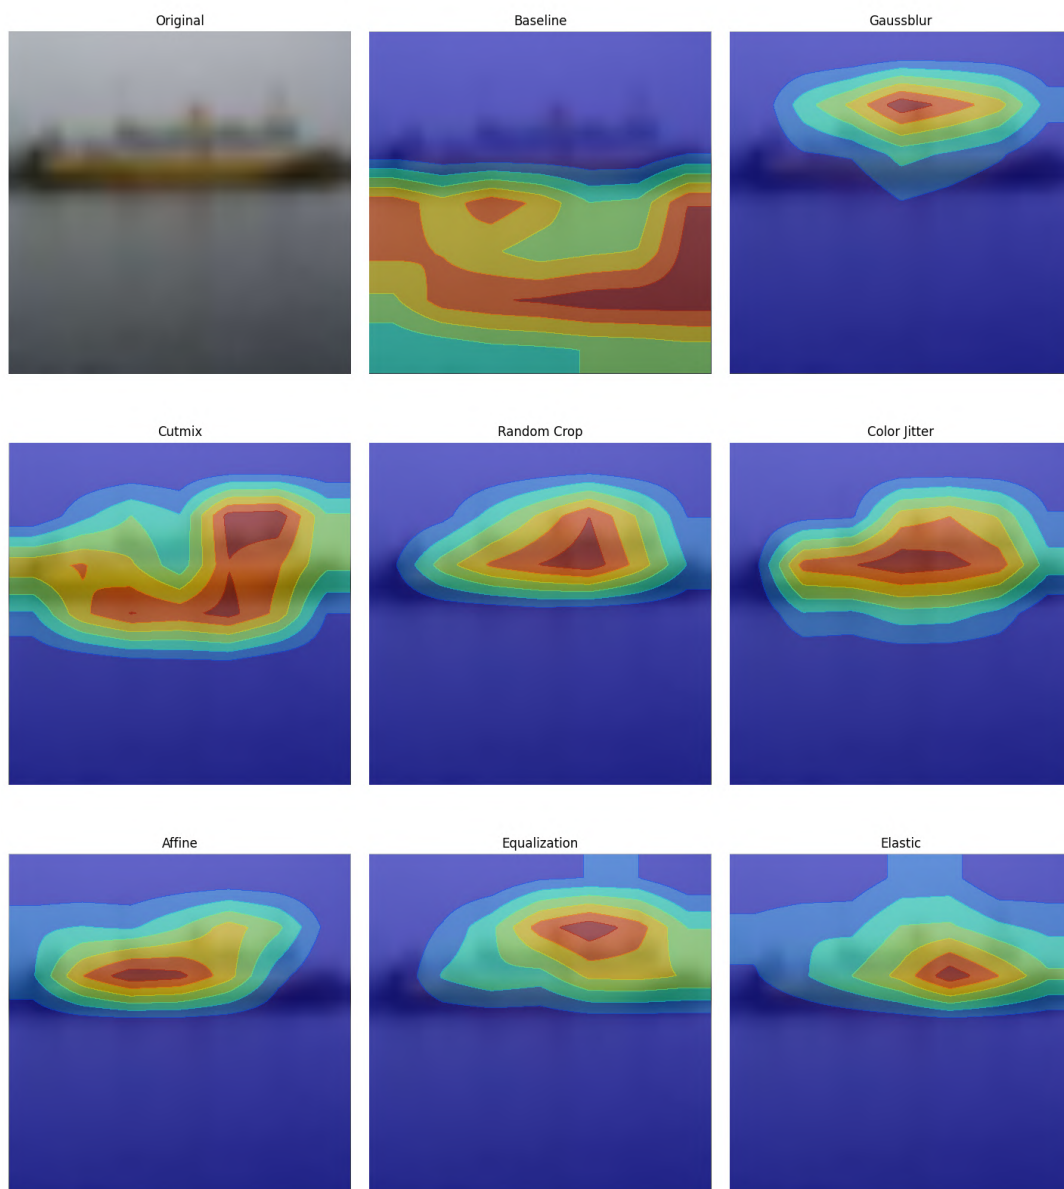 Original
Baseline
Gaussblur
Cutmix
Random Crop
Color Jitter
Affine
Equalization
Elastic